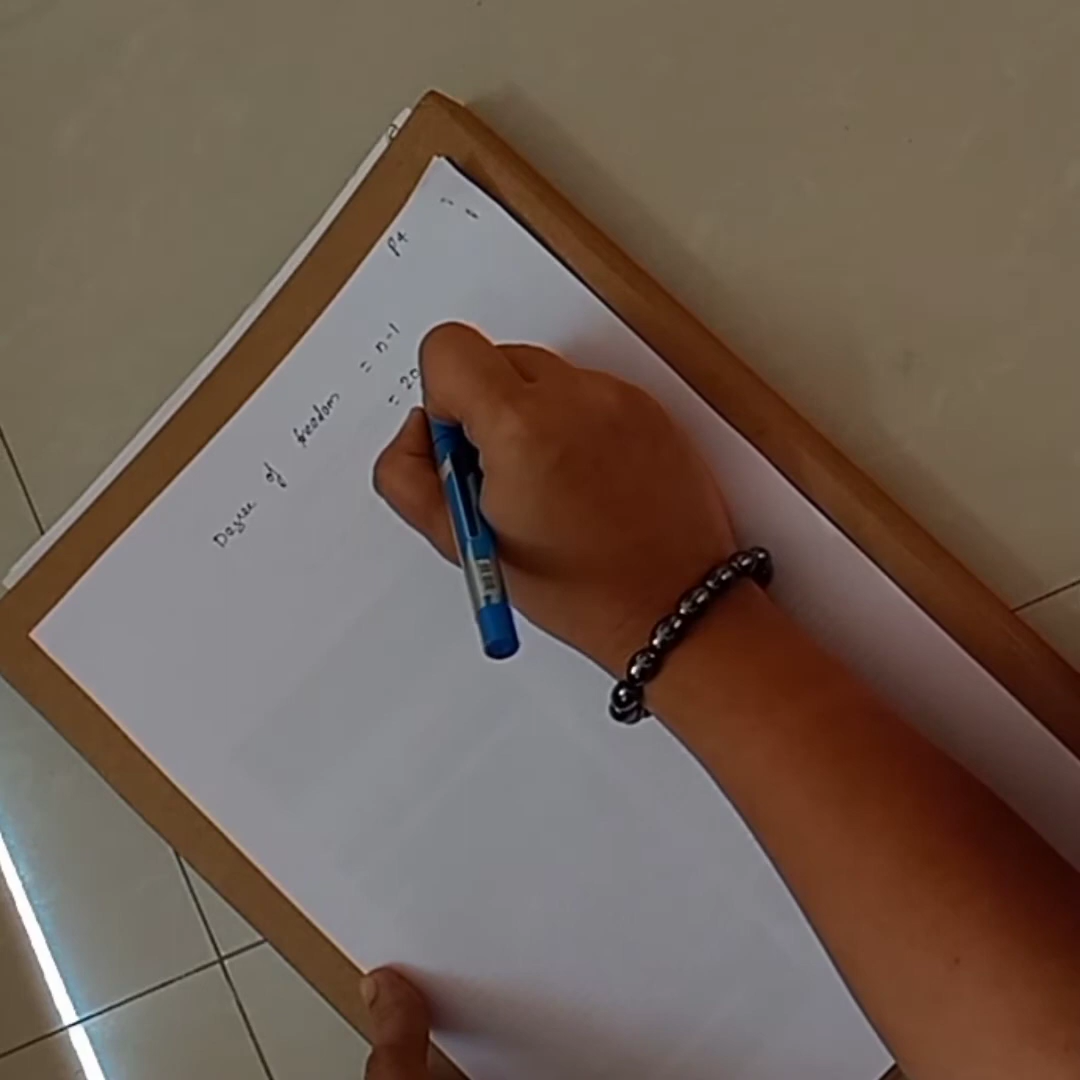 P4
Degree of freedom = n-1
= 20